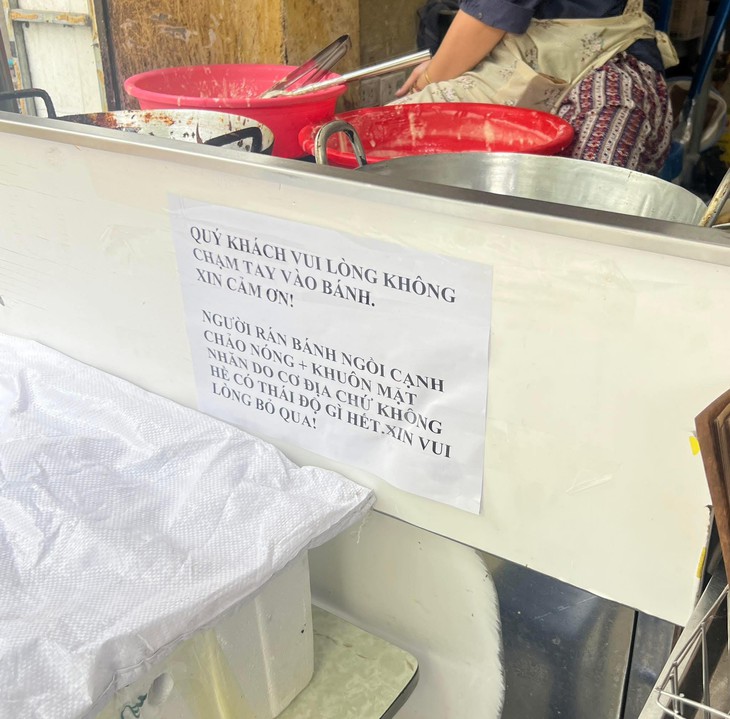 QUÝ KHÁCH VUI LÒNG KHÔNG
CHẠM TAY VÀO BÁNH.
XIN CẢM ƠN!
NGƯỜI RÁN BÁNH NGỒI CẠNH
CHẢO NÓNG + KHUÔN MẶT
NHĂN DO CƠ ĐỊA CHỨ KHÔNG
HỀ CÓ THÁI ĐỘ GÌ HẾT.XIN VUI
LÒNG BỎ QUA!